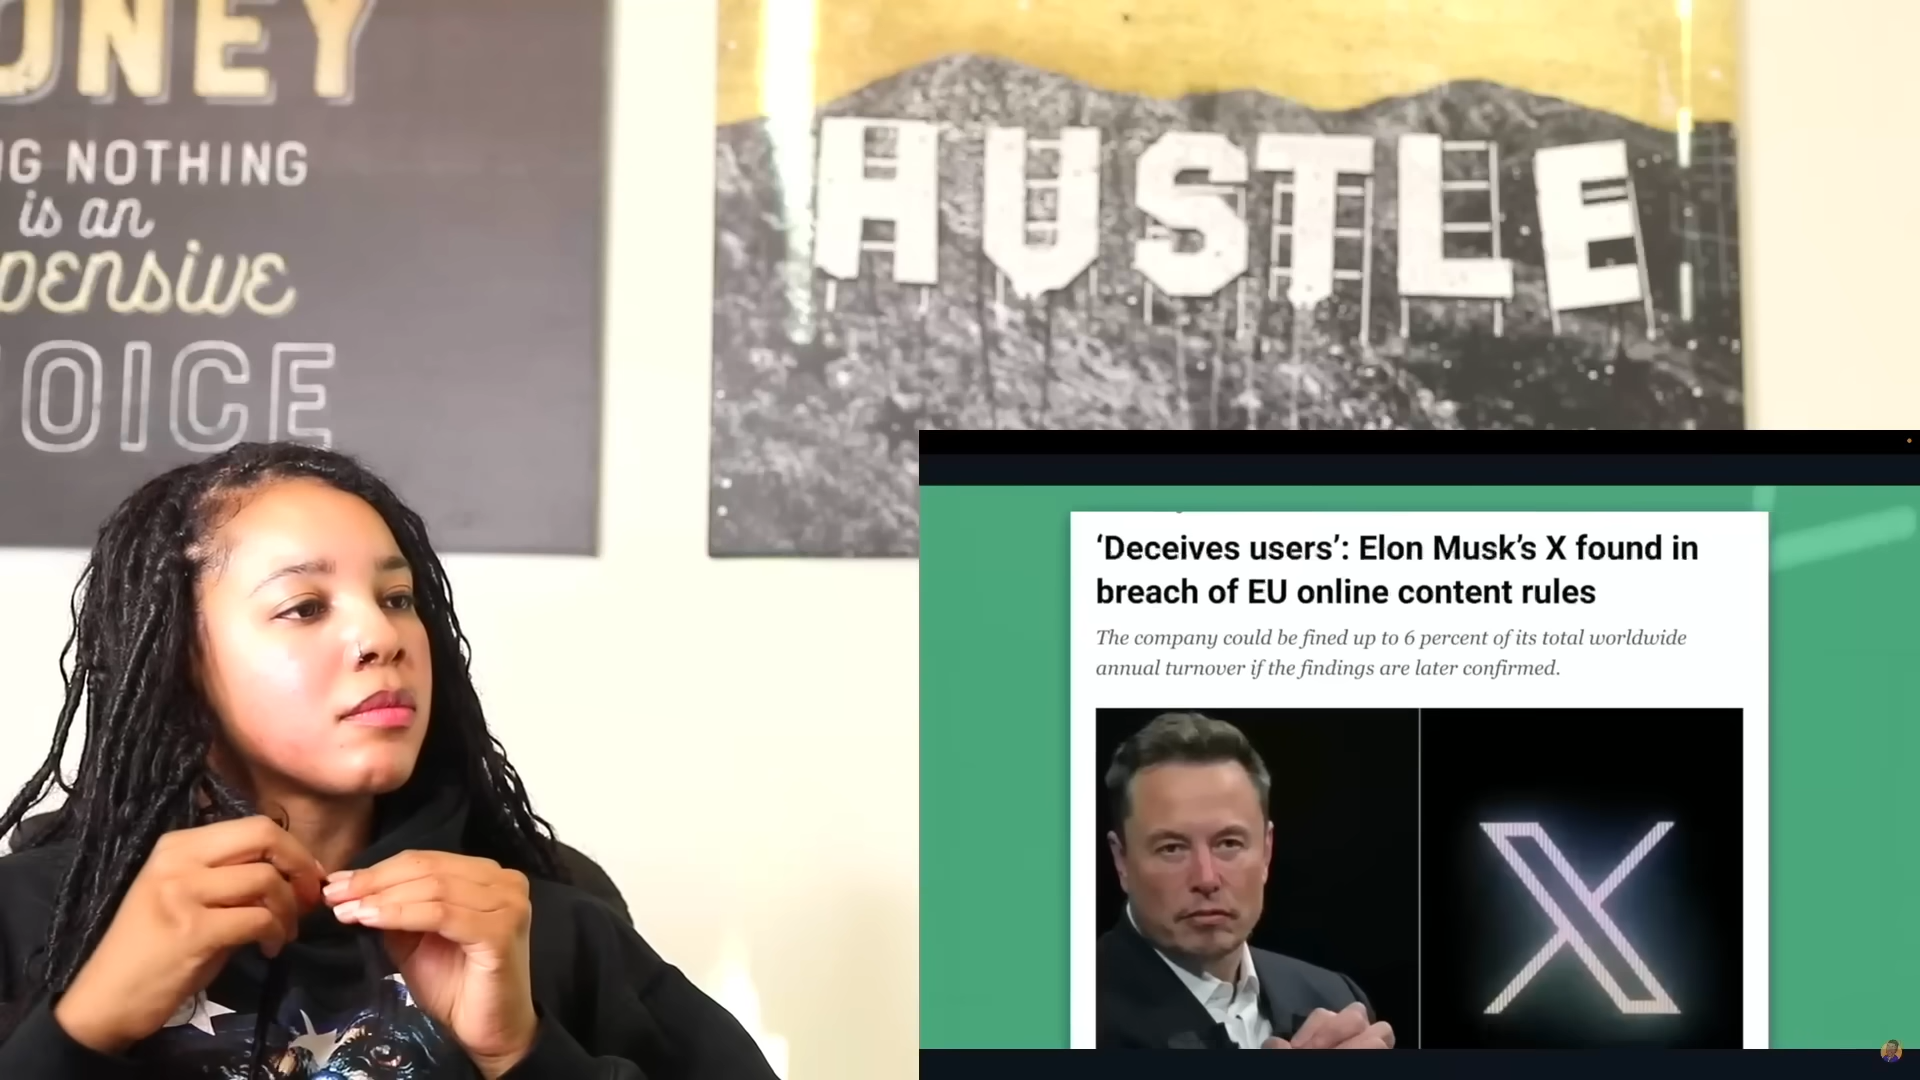 ONEY
NG NOTHING
is an
pensive
OICE
HUSTLE
‘Deceives users’: Elon Musk’s X found in
breach of EU online content rules
The company could be fined up to 6 percent of its total worldwide
annual turnover if the findings are later confirmed.
X